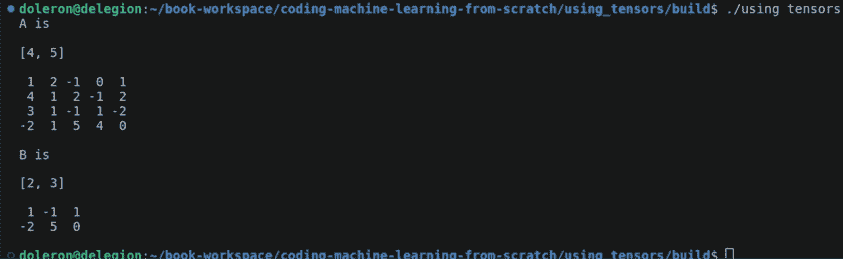 doleron@delegion:~/book-workspace/coding-machine-learning-from-scratch/using_tensors/build$ ./using tensors
A is
[4, 5]
 1  2 -1  0  1
 4  1  2 -1  2
 3  1 -1  1 -2
-2  1  5  4  0
B is
[2, 3]
 1 -1  1
-2  5  0
doleron@delegion:~/book-workspace/coding-machine-learning-from-scratch/using_tensors/build$